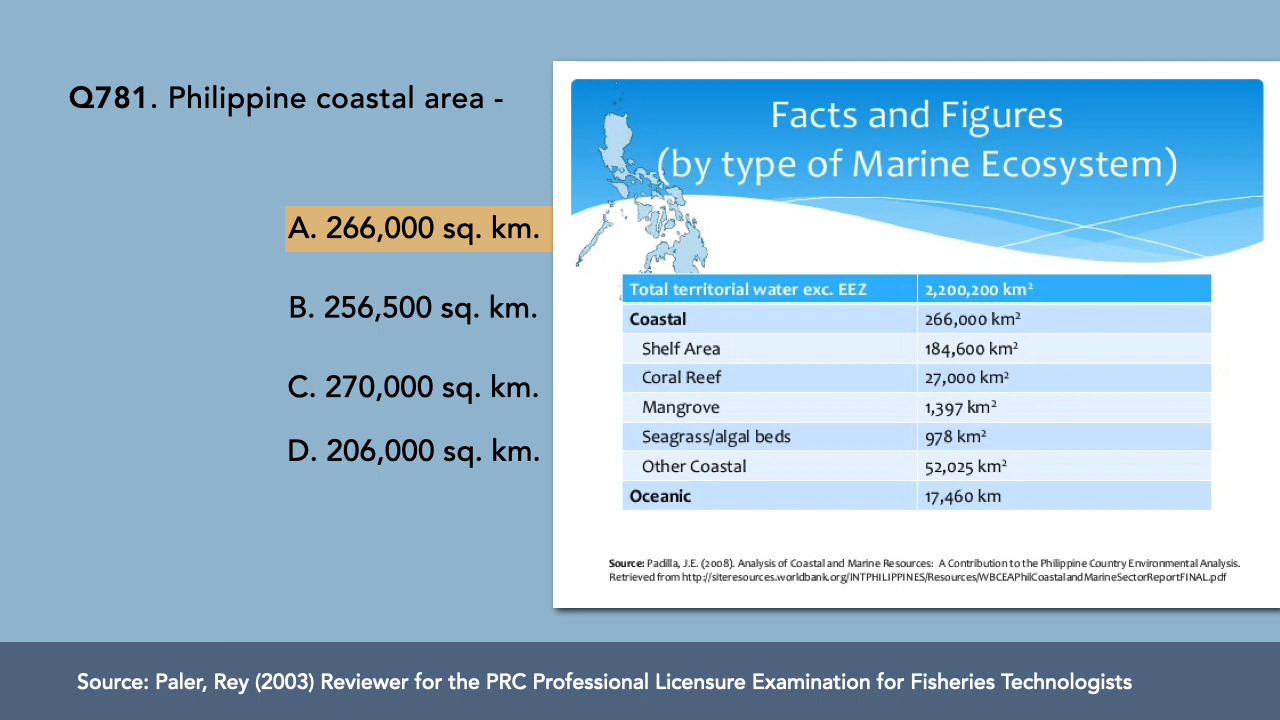 Q781. Philippine coastal area -
A. 266,000 sq. km.
B. 256,500 sq. km.
C. 270,000 sq. km.
D. 206,000 sq. km.
Facts and Figures
(by type of Marine Ecosystem)
Total territorial water exc. EEZ 2,200,200 km²
Coastal 266,000 km²
Shelf Area 184,600 km²
Coral Reef 27,000 km²
Mangrove 1,397 km²
Seagrass/algal beds 978 km²
Other Coastal 52,025 km²
Oceanic 17,460 km
Source: Padilla, J.E. (2008). Analysis of Coastal and Marine Resources: A Contribution to the Philippine Country Environmental Analysis.
Retrieved from http://siteresources.worldbank.org/INTPHILIPPINES/Resources/WBCEAPhilCoastalandMarineSectorReportFINAL.pdf
Source: Paler, Rey (2003) Reviewer for the PRC Professional Licensure Examination for Fisheries Technologists